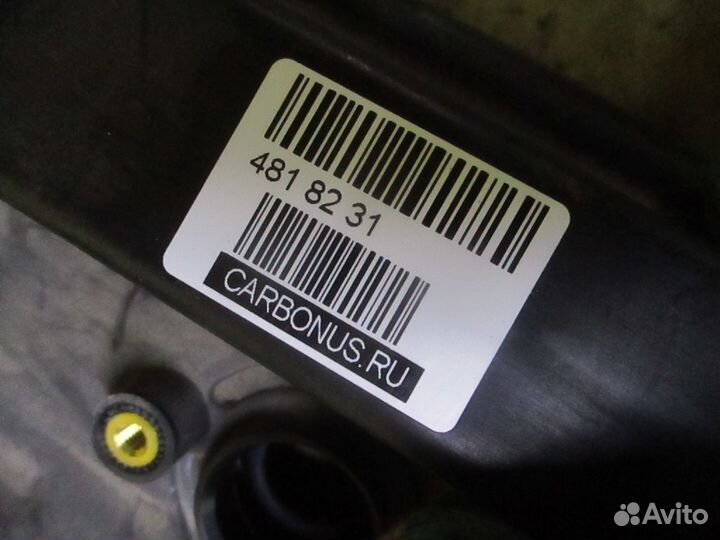 481 82 31
CARBONUS.RU
Avito